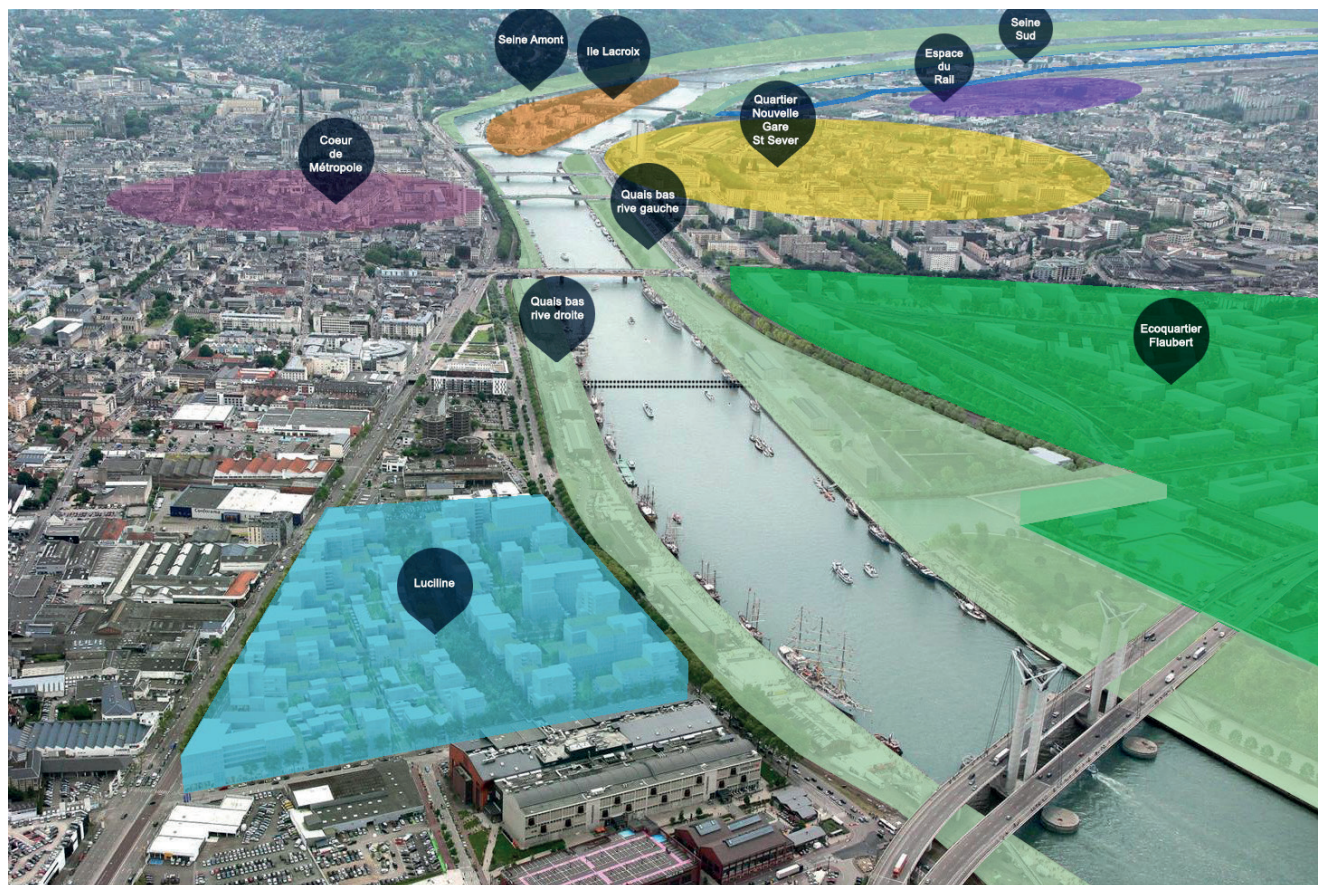 Seine Amont
Ile Lacroix
Seine
Sud
Espace
du
Rail
Quartier
Nouvelle
Gare
St Sever
Coeur
de
Métropole
Quais bas
rive gauche
Quais bas
rive droite
Ecoquartier
Flaubert
Luciline